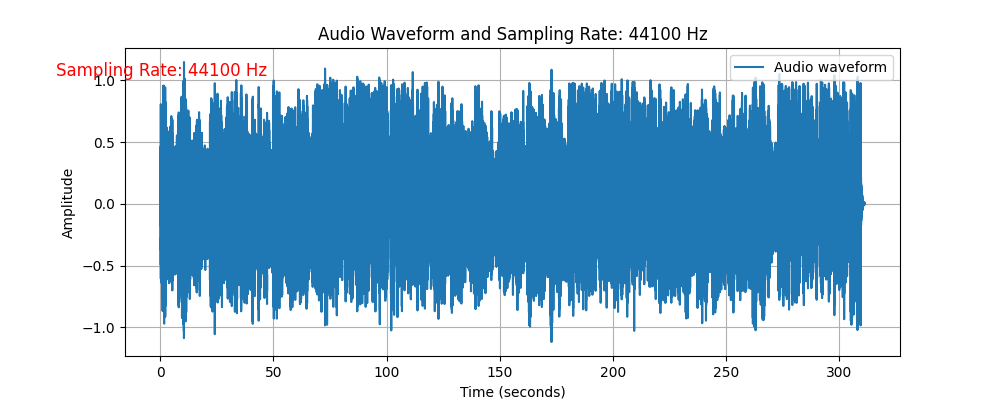 Audio Waveform and Sampling Rate: 44100 Hz
Sampling Rate: 44100 Hz
Audio waveform
1.0
0.5
0.0
−0.5
−1.0
Amplitude
0 50 100 150 200 250 300
Time (seconds)